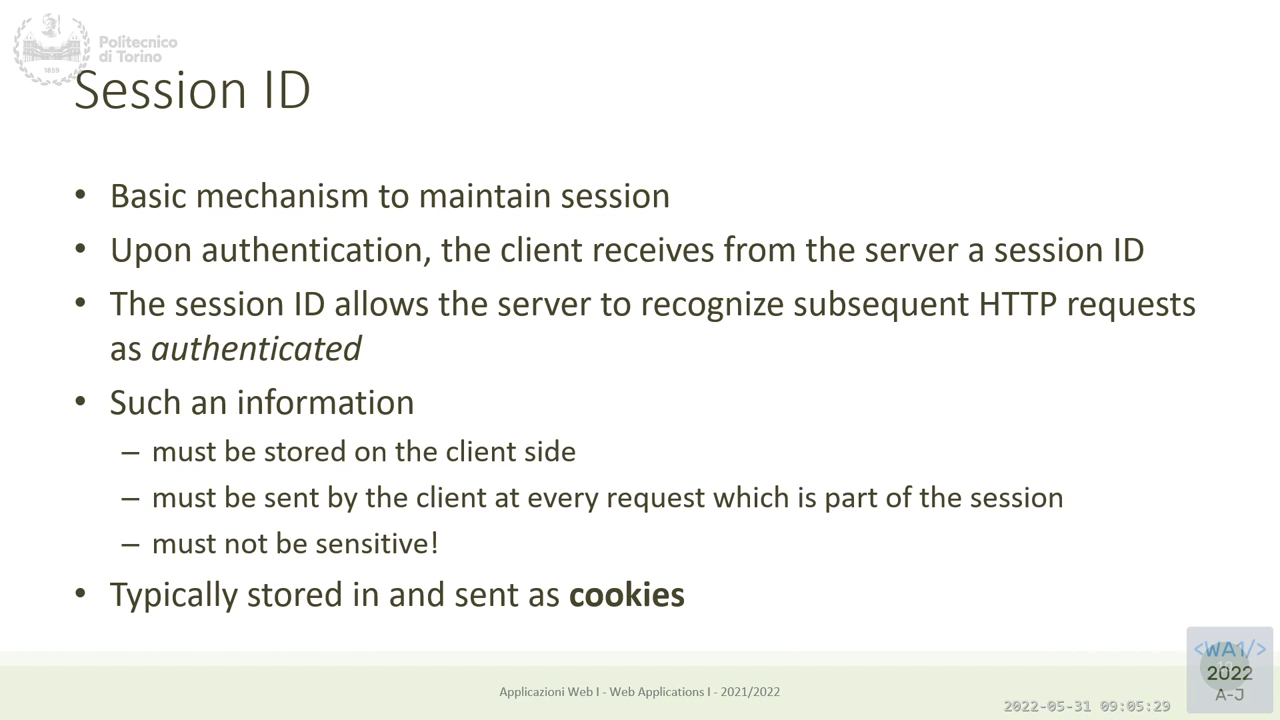 Politecnico
di Torino
1859
Session ID
• Basic mechanism to maintain session
• Upon authentication, the client receives from the server a session ID
• The session ID allows the server to recognize subsequent HTTP requests
as authenticated
• Such an information
– must be stored on the client side
– must be sent by the client at every request which is part of the session
– must not be sensitive!
• Typically stored in and sent as cookies
Applicazioni Web I - Web Applications I - 2021/2022
2022-05-31 09:05:29
<WA1/>
2022
A-J